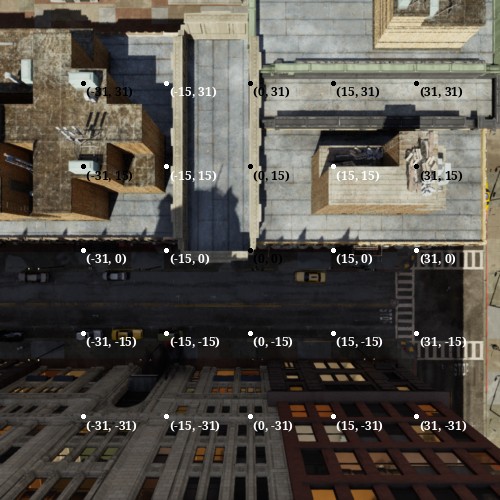 (-31, 31) (-15, 31) (0, 31) (15, 31) (31, 31)
(-31, 15) (-15, 15) (0, 15) (15, 15) (31, 15)
(-31, 0) (-15, 0) (0, 0) (15, 0) (31, 0)
(-31, -15) (-15, -15) (0, -15) (15, -15) (31, -15)
(-31, -31) (-15, -31) (0, -31) (15, -31) (31, -31)